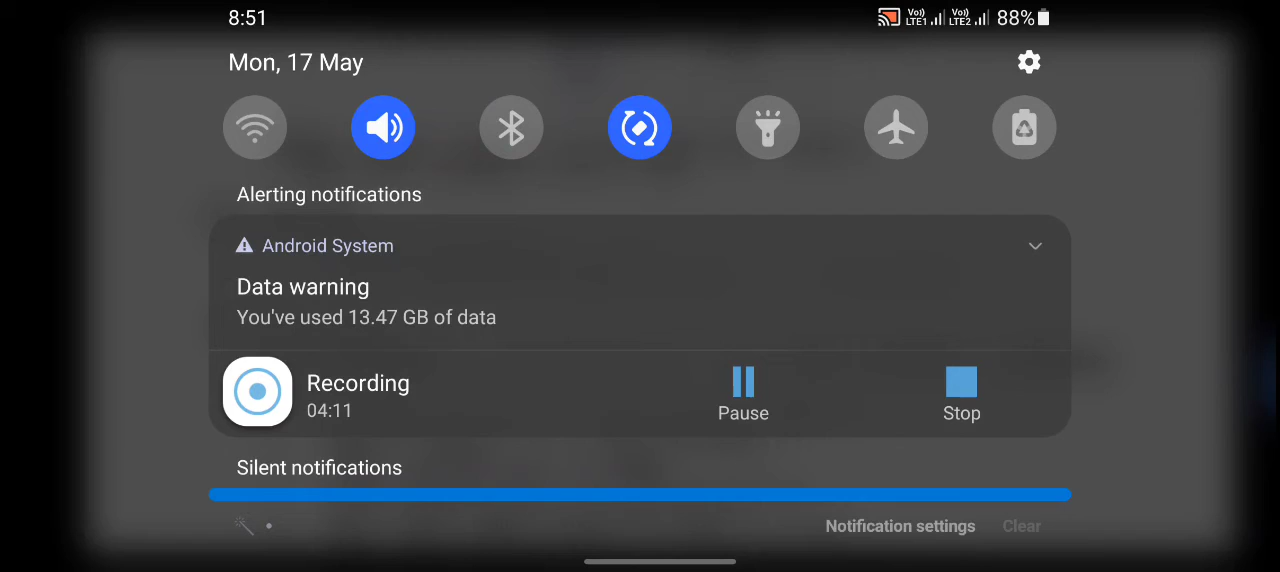 8:51
Vo) LTE1 Vo) LTE2 88%
Mon, 17 May
Alerting notifications
Android System
Data warning
You've used 13.47 GB of data
Recording
04:11
Pause
Stop
Silent notifications
Notification settings Clear